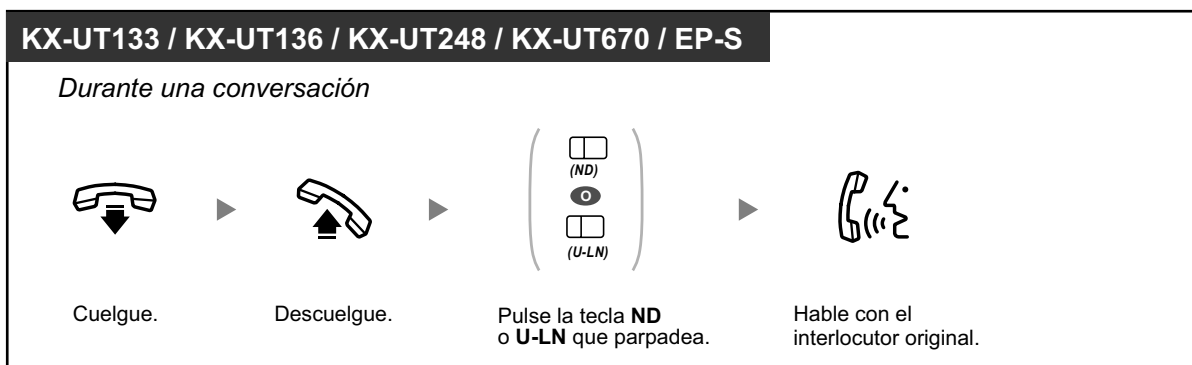 KX-UT133 / KX-UT136 / KX-UT248 / KX-UT670 / EP-S
Durante una conversación
(ND)
O
(U-LN)
Cuelgue.
Descuelgue.
Pulse la tecla ND
o U-LN que parpadea.
Hable con el
interlocutor original.